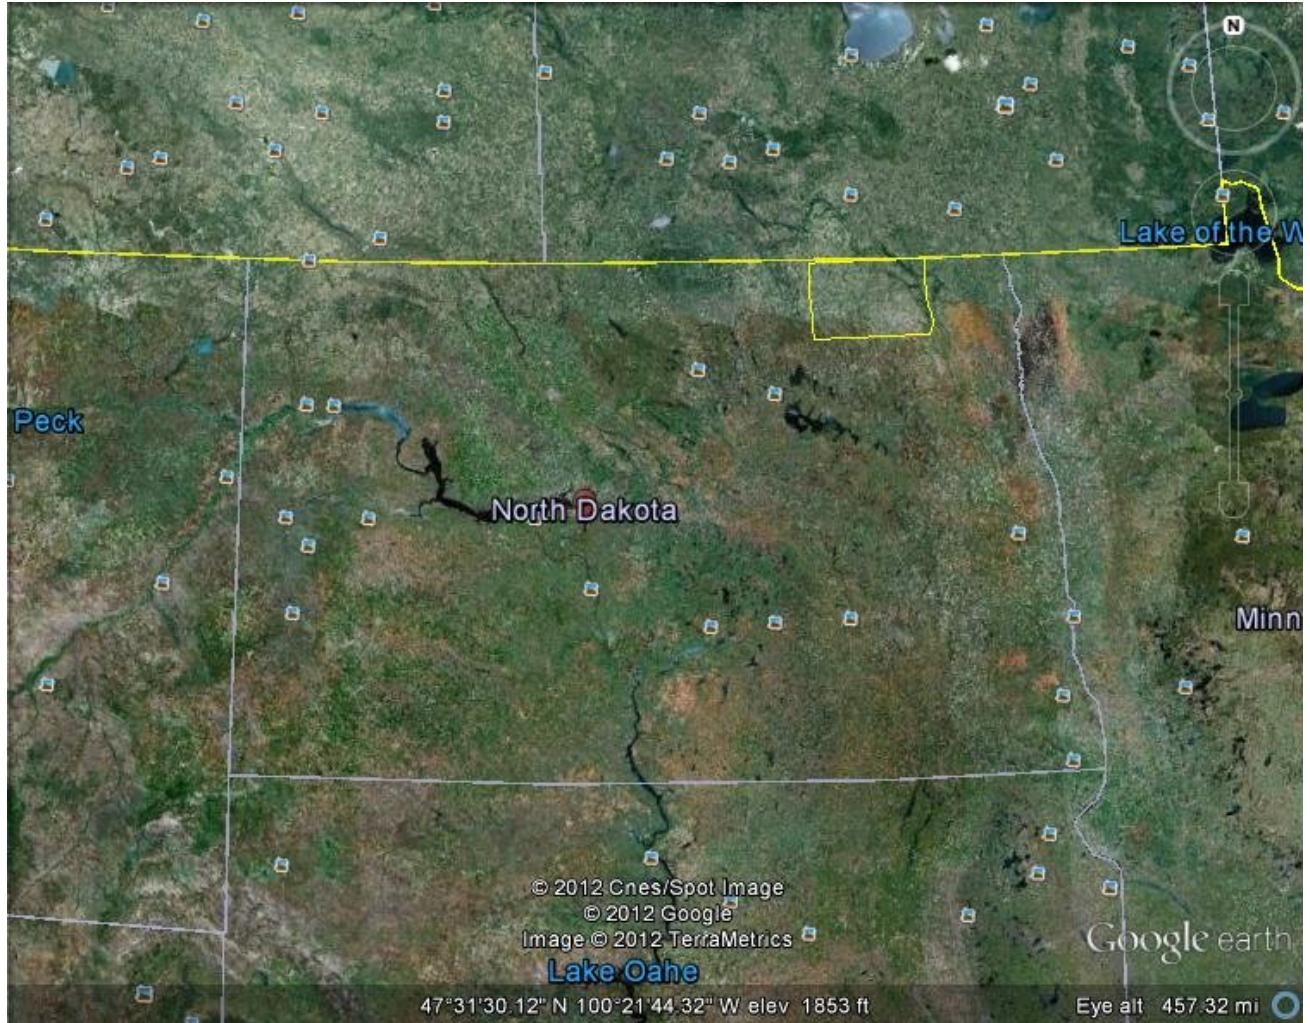 N
Lake of the W
Peck
North Dakota
Minn
© 2012 Cnes/Spot Image
© 2012 Google
Image © 2012 TerraMetrics
Google earth
Lake Oahe
47°31'30.12" N 100°21'44.32" W elev 1853 ft
Eye alt 457.32 mi